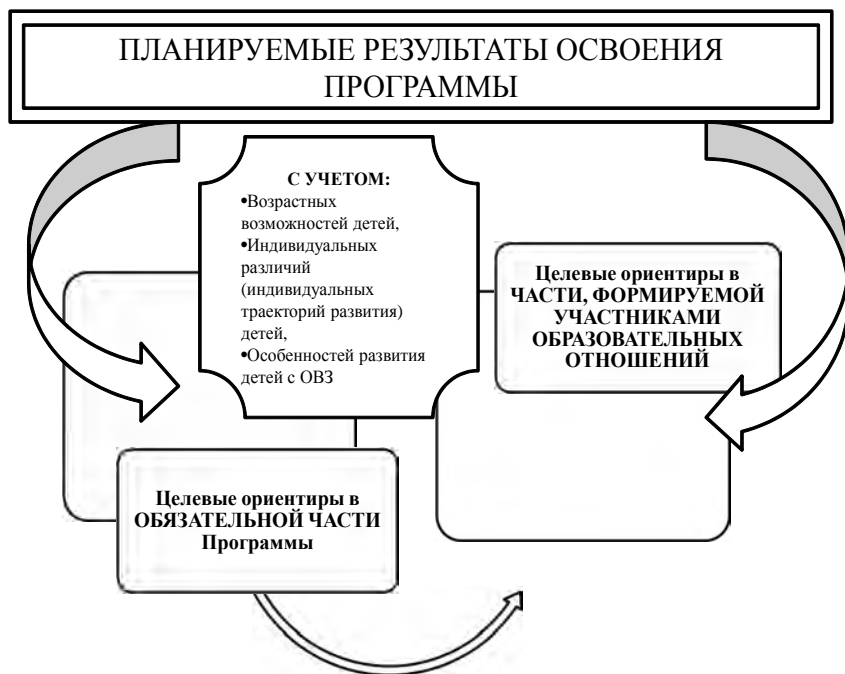 ПЛАНИРУЕМЫЕ РЕЗУЛЬТАТЫ ОСВОЕНИЯ
ПРОГРАММЫ
С УЧЕТОМ:
•Возрастных
возможностей детей,
•Индивидуальных
различий
(индивидуальных
траекторий развития)
детей,
•Особенностей развития
детей с ОВЗ
Целевые ориентиры в
ЧАСТИ, ФОРМИРУЕМОЙ
УЧАСТНИКАМИ
ОБРАЗОВАТЕЛЬНЫХ
ОТНОШЕНИЙ
Целевые ориентиры в
ОБЯЗАТЕЛЬНОЙ ЧАСТИ
Программы